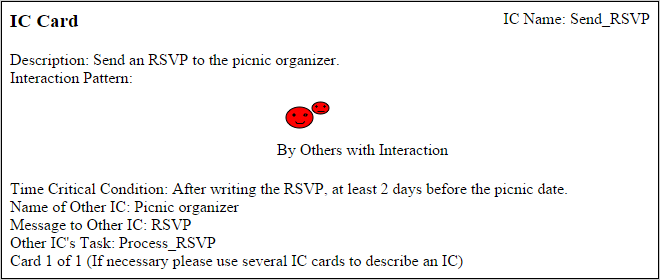 IC Card
IC Name: Send_RSVP
Description: Send an RSVP to the picnic organizer.
Interaction Pattern:
By Others with Interaction
Time Critical Condition: After writing the RSVP, at least 2 days before the picnic date.
Name of Other IC: Picnic organizer
Message to Other IC: RSVP
Other IC's Task: Process_RSVP
Card 1 of 1 (If necessary please use several IC cards to describe an IC)